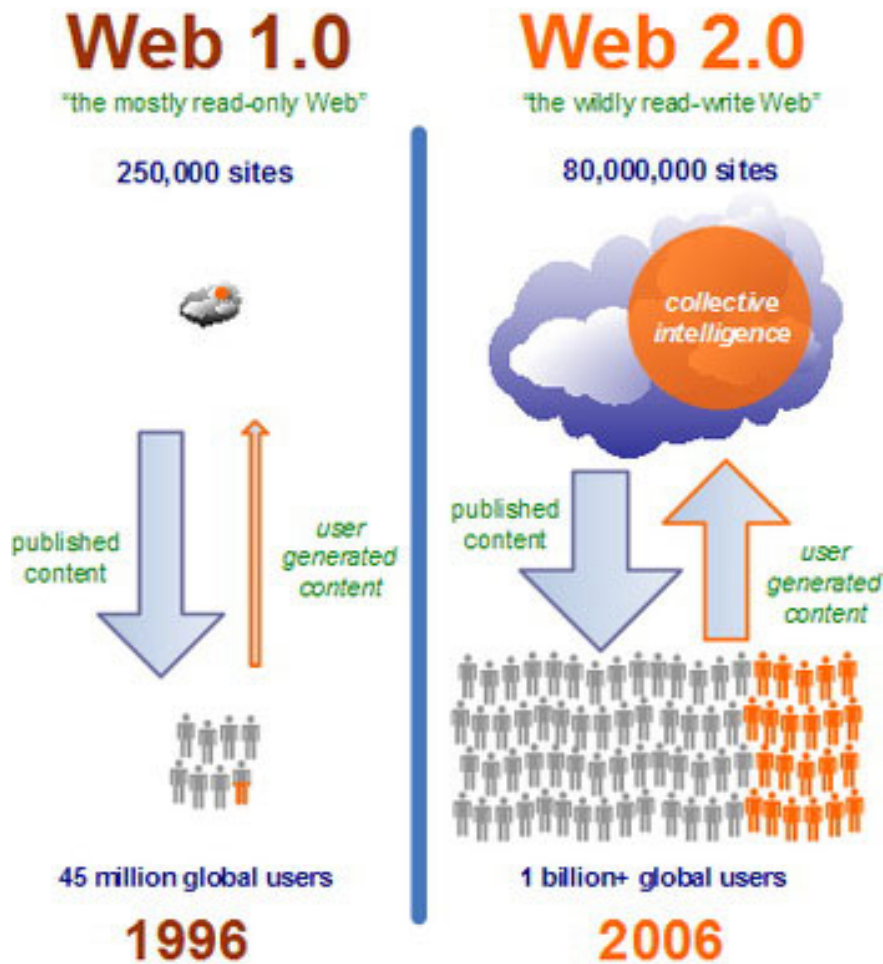 Web 1.0
"the mostly read-only Web"
250,000 sites
published
content
user
generated
content
45 million global users
1996
Web 2.0
"the wildly read-write Web"
80,000,000 sites
collective
intelligence
published
content
user
generated
content
1 billion+ global users
2006